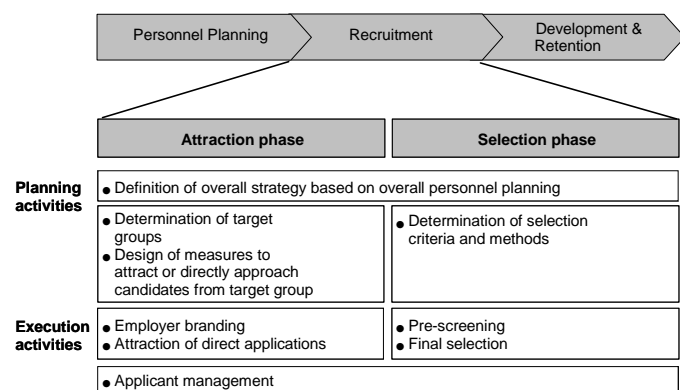 Personnel Planning
Recruitment
Development &
Retention
Attraction phase
Selection phase
Planning
activities
● Definition of overall strategy based on overall personnel planning
● Determination of target
groups
● Design of measures to
attract or directly approach
candidates from target group
● Determination of selection
criteria and methods
Execution
activities
● Employer branding
● Attraction of direct applications
● Pre-screening
● Final selection
● Applicant management